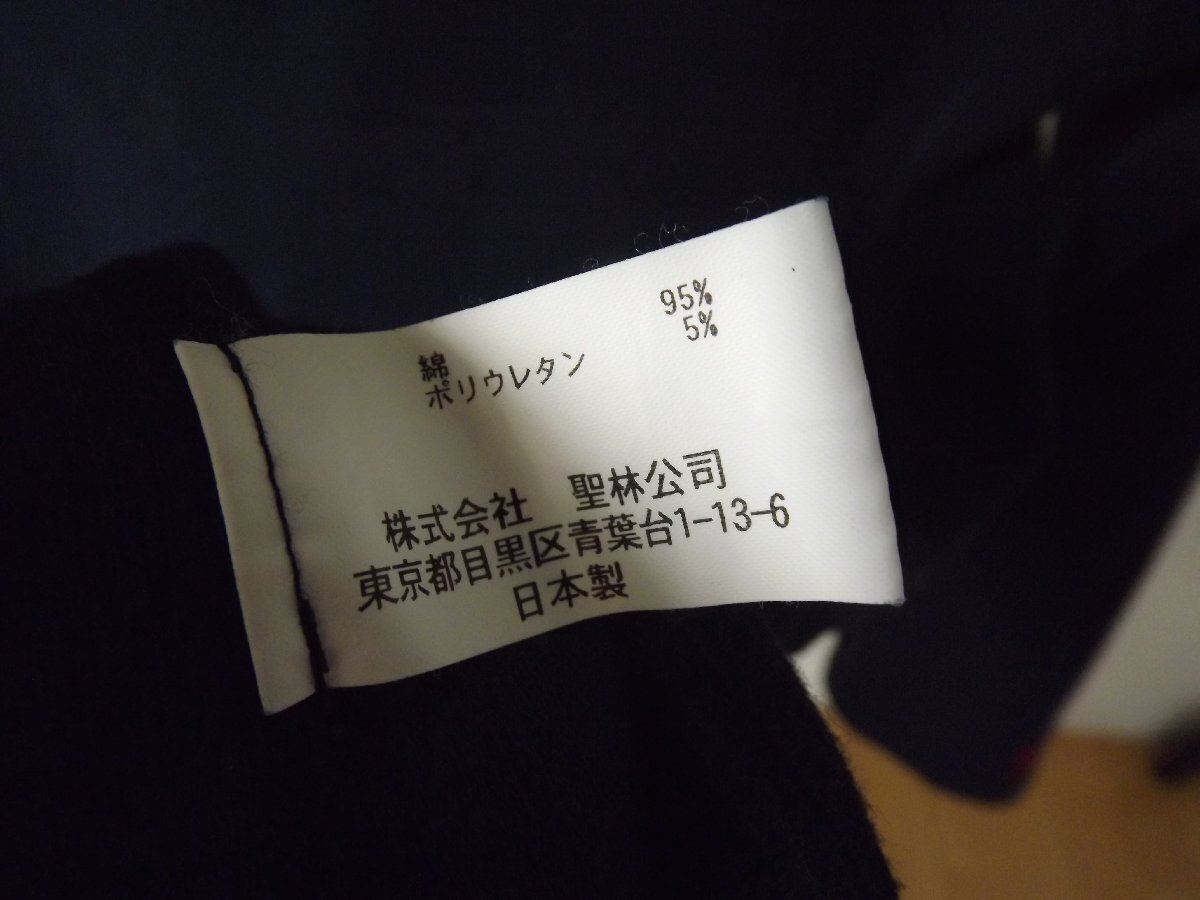 綿 95%
ポリウレタン 5%
株式会社 聖林公司
東京都目黒区青葉台1-13-6
日本製